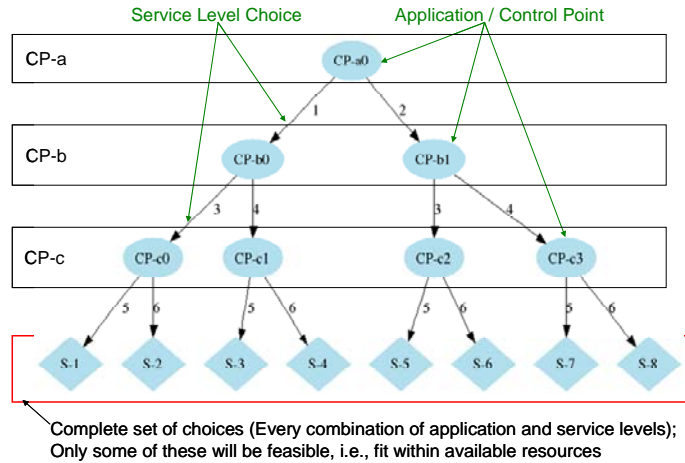 Service Level Choice
Application / Control Point
CP-a
CP-a0
1
2
CP-b
CP-b0
CP-b1
3
4
3
4
CP-c
CP-c0
CP-c1
CP-c2
CP-c3
5
6
5
6
5
6
5
6
S-1
S-2
S-3
S-4
S-5
S-6
S-7
S-8
Complete set of choices (Every combination of application and service levels);
Only some of these will be feasible, i.e., fit within available resources